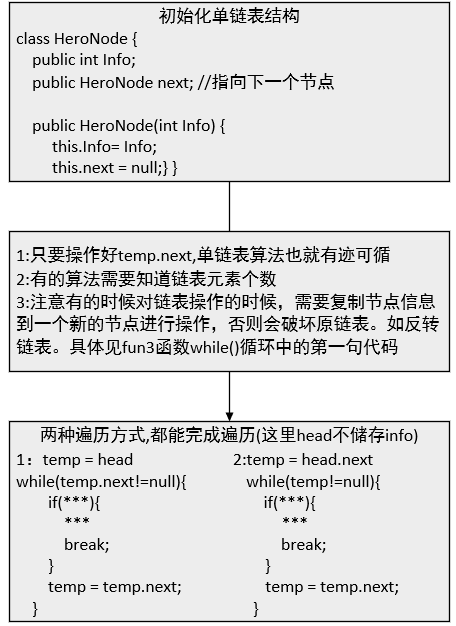 初始化单链表结构
class HeroNode {
public int Info;
public HeroNode next; //指向下一个节点
public HeroNode(int Info) {
this.Info= Info;
this.next = null;} }
1:只要操作好temp.next,单链表算法也就有迹可循
2:有的算法需要知道链表元素个数
3:注意有的时候对链表操作的时候，需要复制节点信息
到一个新的节点进行操作，否则会破坏原链表。如反转
链表。具体见fun3函数while()循环中的第一句代码
两种遍历方式,都能完成遍历(这里head不储存info)
1：temp = head
while(temp.next!=null){
if(***){
***
break;
}
temp = temp.next;
}
2:temp = head.next
while(temp!=null){
if(***){
***
break;
}
temp = temp.next;
}